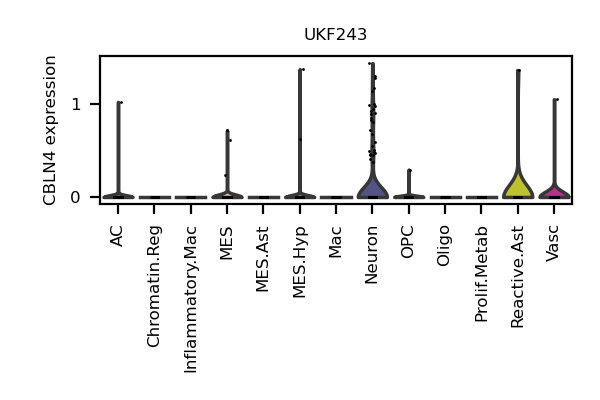 UKF243
CBLN4 expression
1
0
AC
Chromatin.Reg
Inflammatory.Mac
MES
MES.Ast
MES.Hyp
Mac
Neuron
OPC
Oligo
Prolif.Metab
Reactive.Ast
Vasc